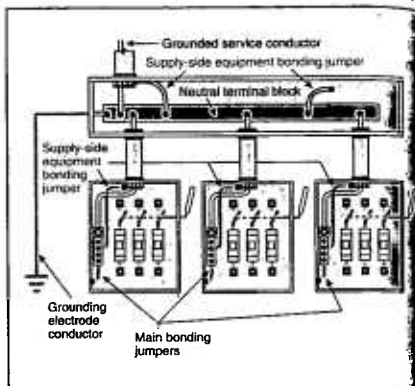 Grounded service conductor
Supply-side equipment bonding jumper
Neutral terminal block
Supply-side
equipment
bonding
jumper
Grounding
electrode
conductor
Main bonding
jumpers